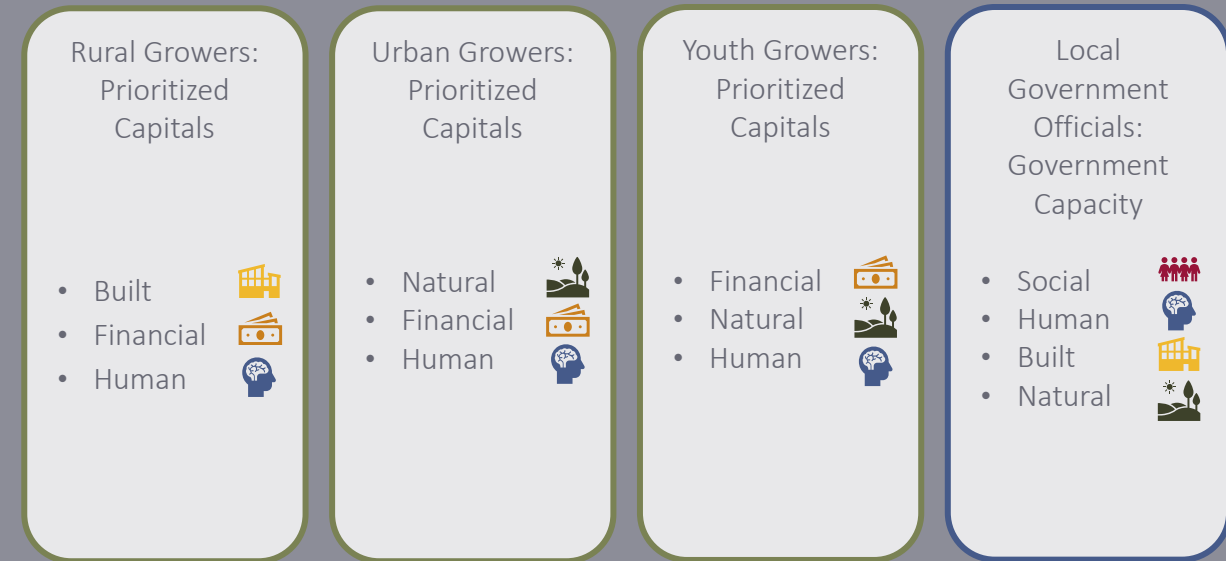 Rural Growers:
Prioritized
Capitals
• Built
• Financial
• Human
Urban Growers:
Prioritized
Capitals
• Natural
• Financial
• Human
Youth Growers:
Prioritized
Capitals
• Financial
• Natural
• Human
Local
Government
Officials:
Government
Capacity
• Social
• Human
• Built
• Natural